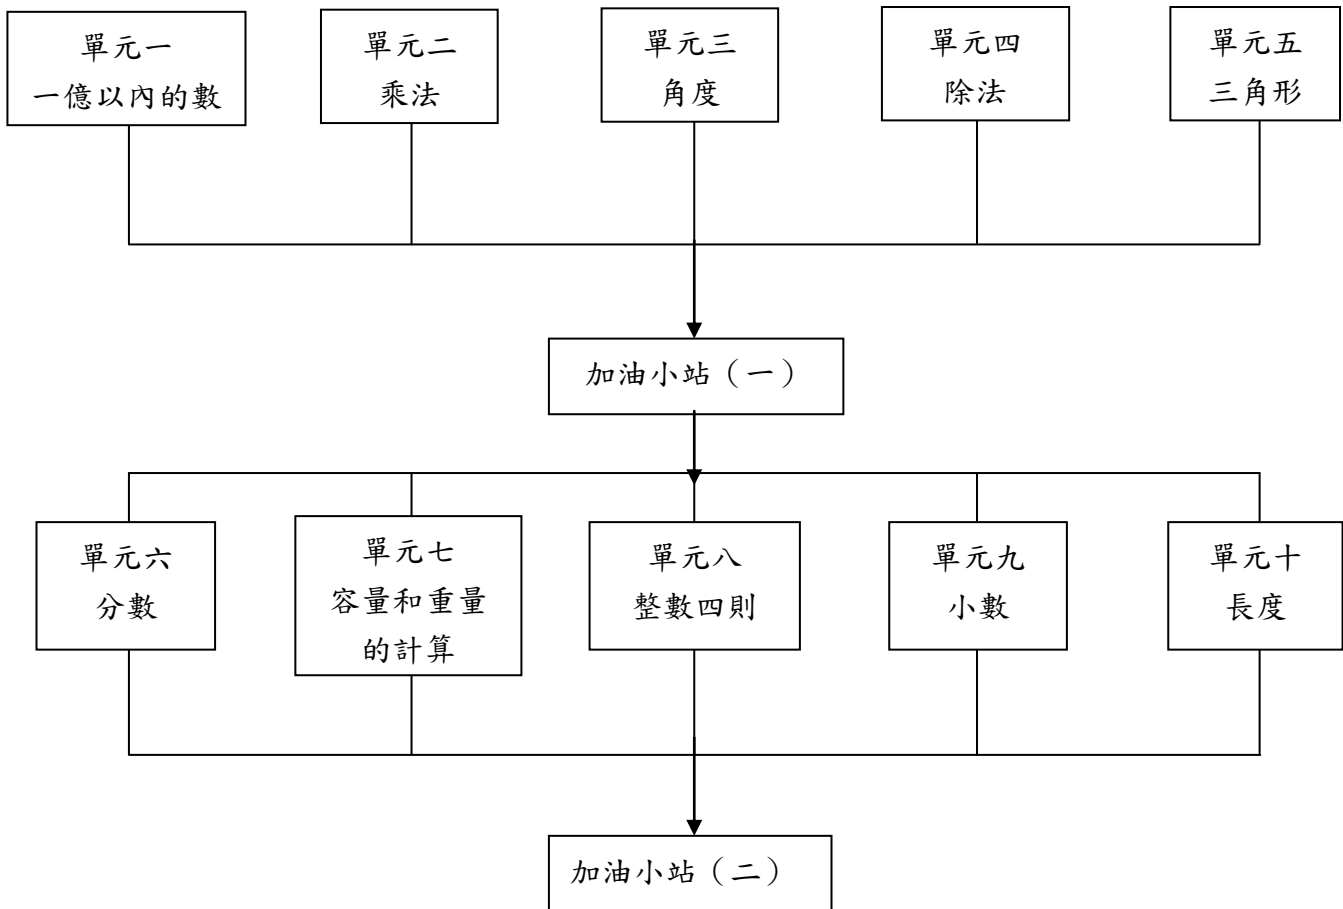 單元一
一億以內的數
單元二
乘法
單元三
角度
單元四
除法
單元五
三角形
加油小站（一）
單元六
分數
單元七
容量和重量
的計算
單元八
整數四則
單元九
小數
單元十
長度
加油小站（二）